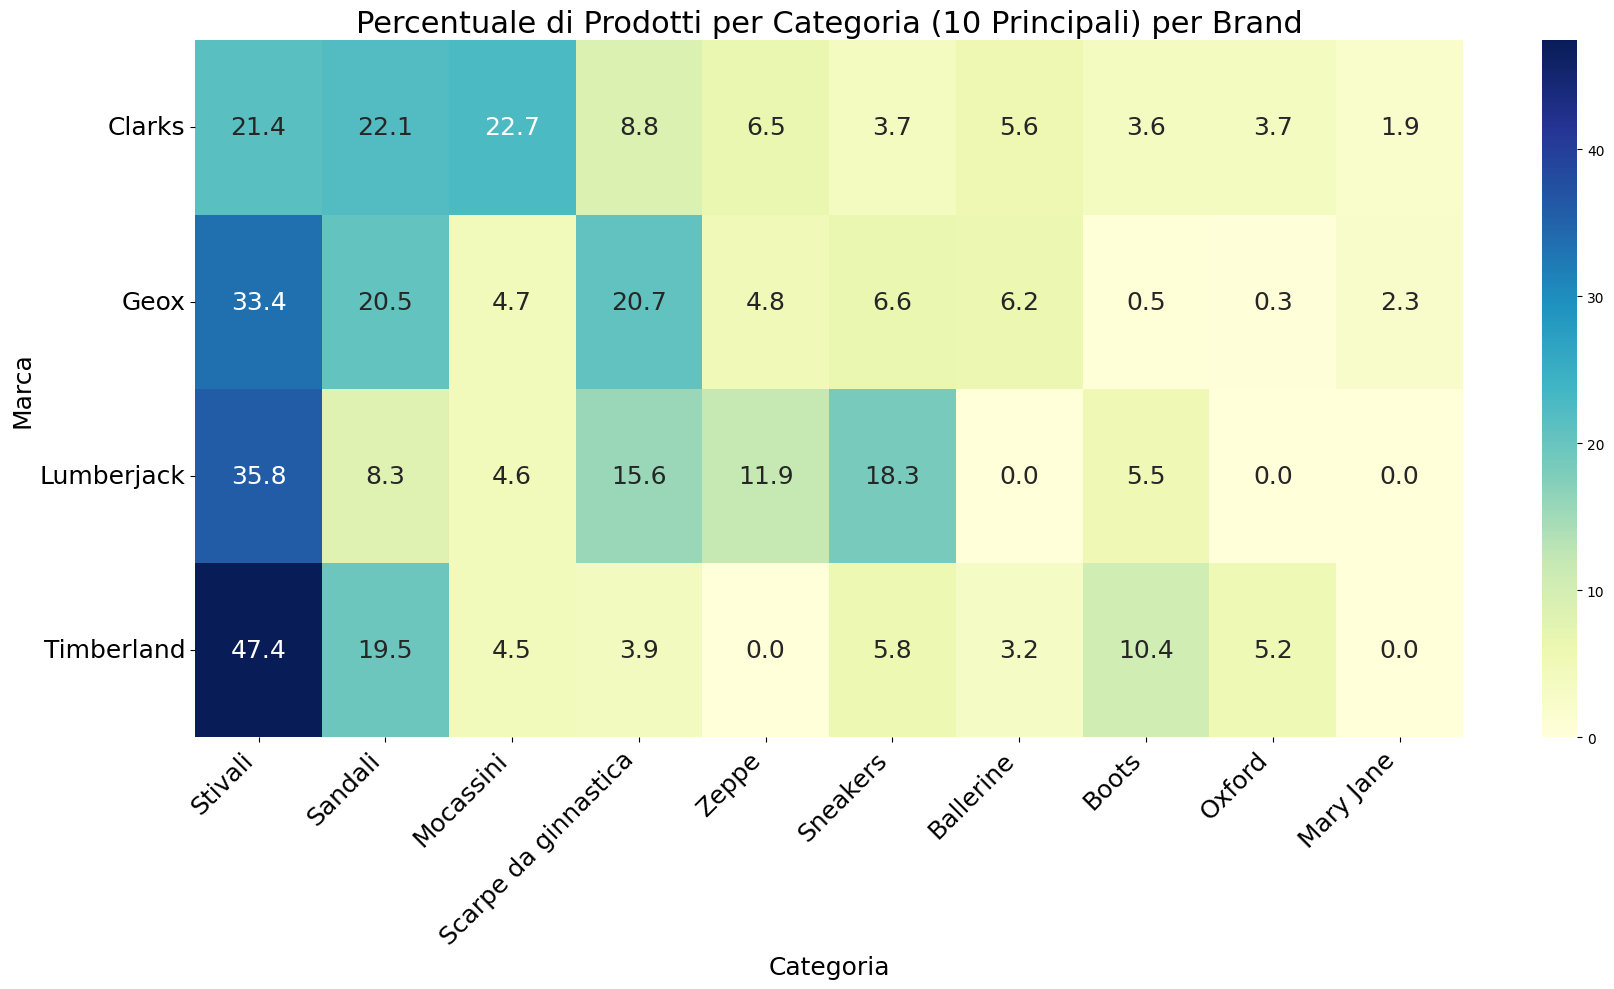 Percentuale di Prodotti per Categoria (10 Principali) per Brand
Marca
Clarks 21.4 22.1 22.7 8.8 6.5 3.7 5.6 3.6 3.7 1.9
Geox 33.4 20.5 4.7 20.7 4.8 6.6 6.2 0.5 0.3 2.3
Lumberjack 35.8 8.3 4.6 15.6 11.9 18.3 0.0 5.5 0.0 0.0
Timberland 47.4 19.5 4.5 3.9 0.0 5.8 3.2 10.4 5.2 0.0
Stivali
Sandali
Mocassini
Scarpe da ginnastica
Zeppe
Sneakers
Ballerine
Boots
Oxford
Mary Jane
Categoria
40
30
20
10
0